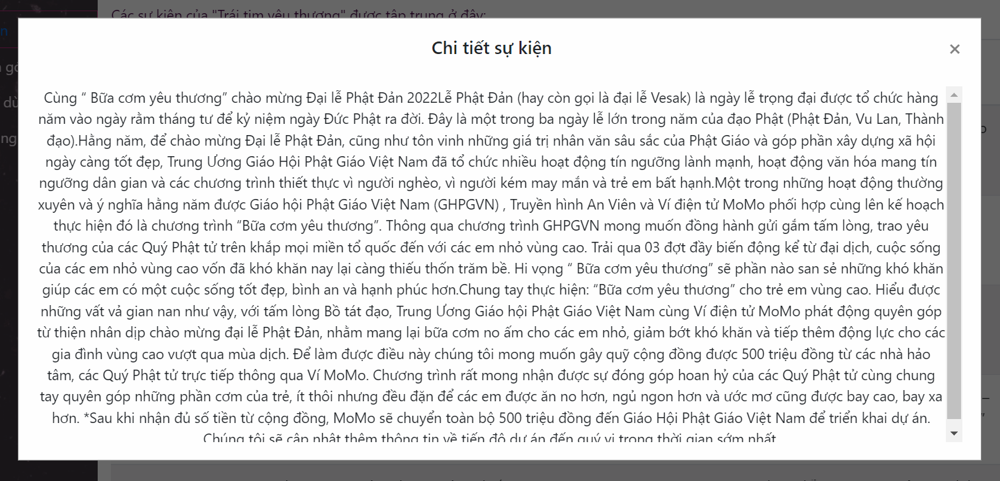 Các sự kiện của "Trái tim yêu thương" được tập trung ở đây:
Chi tiết sự kiện
×
Cùng “ Bữa cơm yêu thương” chào mừng Đại lễ Phật Đản 2022Lễ Phật Đản (hay còn gọi là đại lễ Vesak) là ngày lễ trọng đại được tổ chức hàng
năm vào ngày rằm tháng tư để kỷ niệm ngày Đức Phật ra đời. Đây là một trong ba ngày lễ lớn trong năm của đạo Phật (Phật Đản, Vu Lan, Thành
đạo).Hằng năm, để chào mừng Đại lễ Phật Đản, cũng như tôn vinh những giá trị nhân văn sâu sắc của Phật Giáo và góp phần xây dựng xã hội
ngày càng tốt đẹp, Trung Ương Giáo Hội Phật Giáo Việt Nam đã tổ chức nhiều hoạt động tín ngưỡng lành mạnh, hoạt động văn hóa mang tín
ngưỡng dân gian và các chương trình thiết thực vì người nghèo, vì người kém may mắn và trẻ em bất hạnh.Một trong những hoạt động thường
xuyên và ý nghĩa hằng năm được Giáo hội Phật Giáo Việt Nam (GHPGVN) , Truyền hình An Viên và Ví điện tử MoMo phối hợp cùng lên kế hoạch
thực hiện đó là chương trình “Bữa cơm yêu thương”. Thông qua chương trình GHPGVN mong muốn đồng hành gửi gắm tấm lòng, trao yêu
thương của các Quý Phật tử trên khắp mọi miền tổ quốc đến với các em nhỏ vùng cao. Trải qua 03 đợt đầy biến động kể từ đại dịch, cuộc sống
của các em nhỏ vùng cao vốn đã khó khăn nay lại càng thiếu thốn trăm bề. Hi vọng “ Bữa cơm yêu thương” sẽ phần nào san sẻ những khó khăn
giúp các em có một cuộc sống tốt đẹp, bình an và hạnh phúc hơn.Chung tay thực hiện: “Bữa cơm yêu thương” cho trẻ em vùng cao. Hiểu được
những vất vả gian nan như vậy, với tấm lòng Bồ tát đạo, Trung Ương Giáo hội Phật Giáo Việt Nam cùng Ví điện tử MoMo phát động quyên góp
từ thiện nhân dịp chào mừng đại lễ Phật Đản, nhằm mang lại bữa cơm no ấm cho các em nhỏ, giảm bớt khó khăn và tiếp thêm động lực cho các
gia đình vùng cao vượt qua mùa dịch. Để làm được điều này chúng tôi mong muốn gây quỹ cộng đồng được 500 triệu đồng từ các nhà hảo
tâm, các Quý Phật tử trực tiếp thông qua Ví MoMo. Chương trình rất mong nhận được sự đóng góp hoan hỷ của các Quý Phật tử cùng chung
tay quyên góp những phần cơm của trẻ, ít thôi nhưng đều đặn để các em được ăn no hơn, ngủ ngon hơn và ước mơ cũng được bay cao, bay xa
hơn. *Sau khi nhận đủ số tiền từ cộng đồng, MoMo sẽ chuyển toàn bộ 500 triệu đồng đến Giáo Hội Phật Giáo Việt Nam để triển khai dự án.
Chúng tôi sẽ cập nhật thêm thông tin về tiến độ dự án đến quý vị trong thời gian sớm nhất